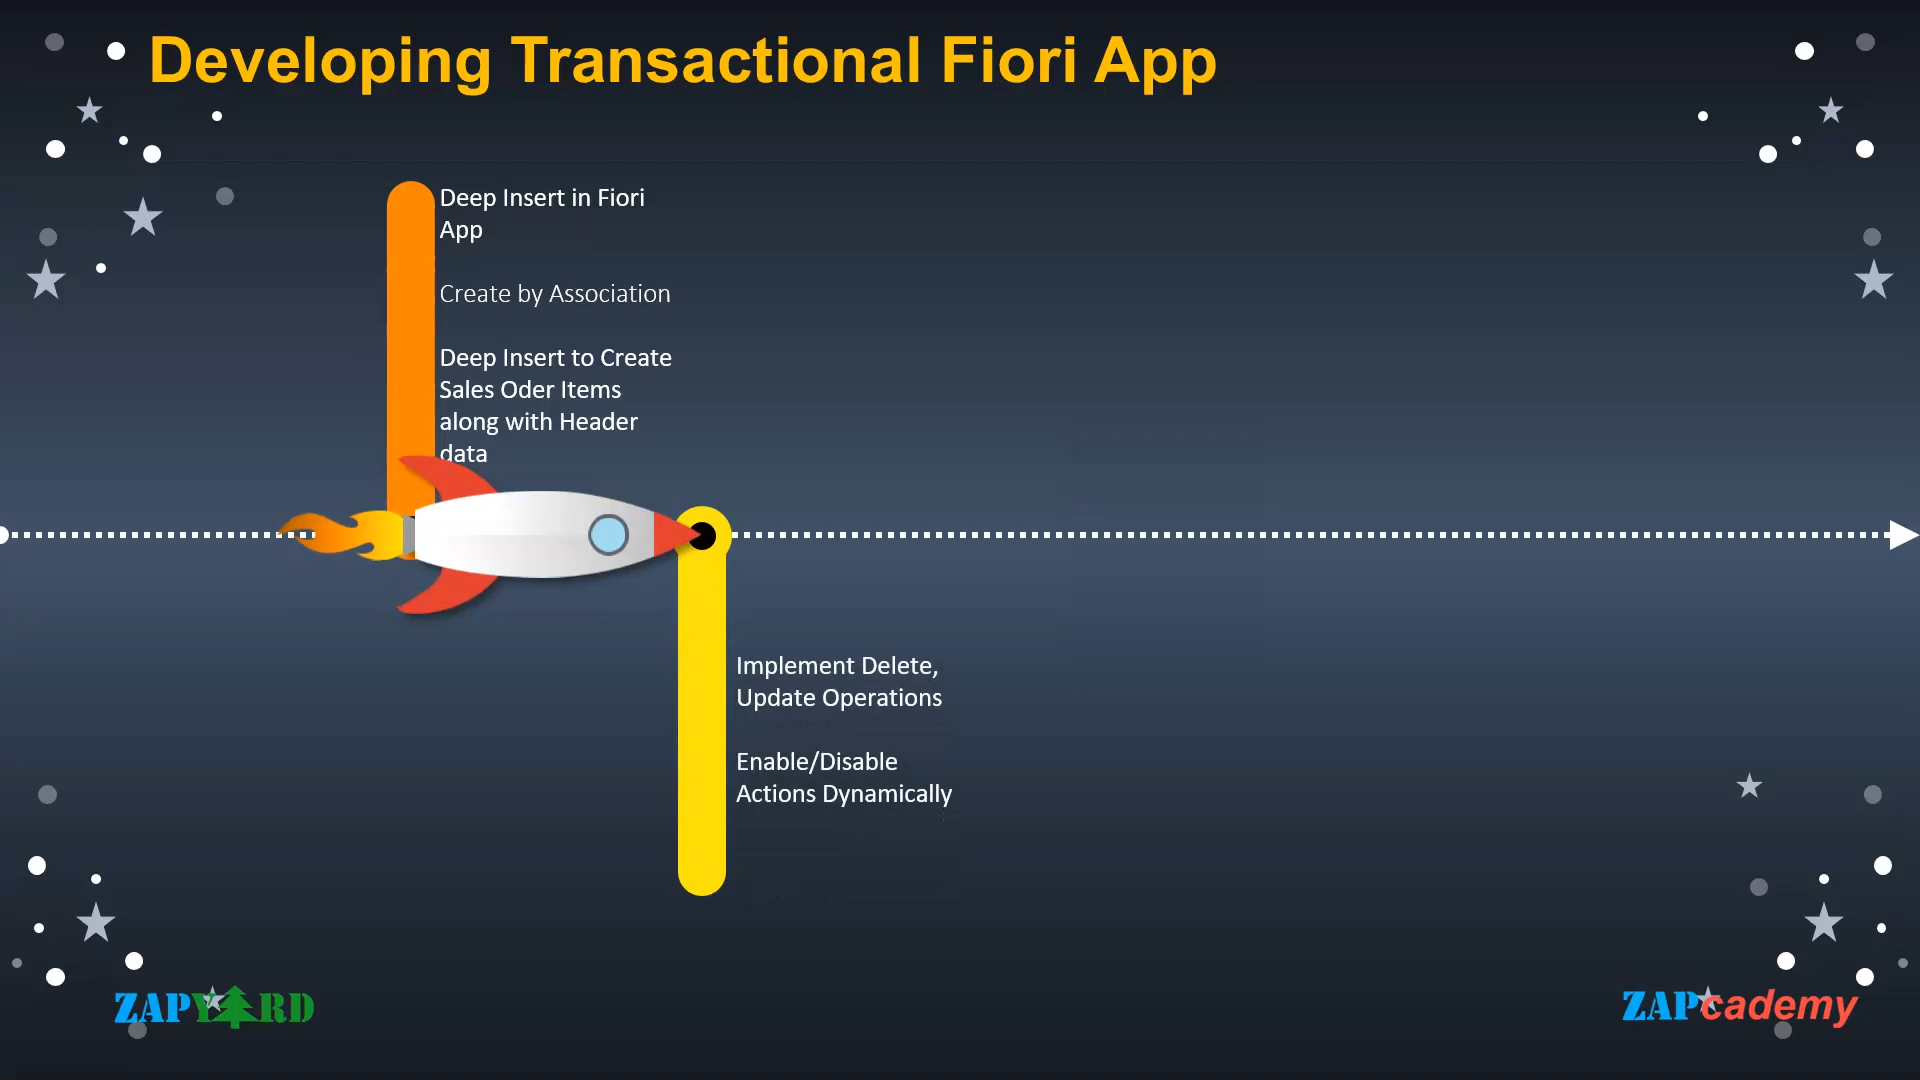 Developing Transactional Fiori App
Deep Insert in Fiori
App
Create by Association
Deep Insert to Create
Sales Oder Items
along with Header
data
Implement Delete,
Update Operations
Enable/Disable
Actions Dynamically
ZAPYARD
ZAPcademy